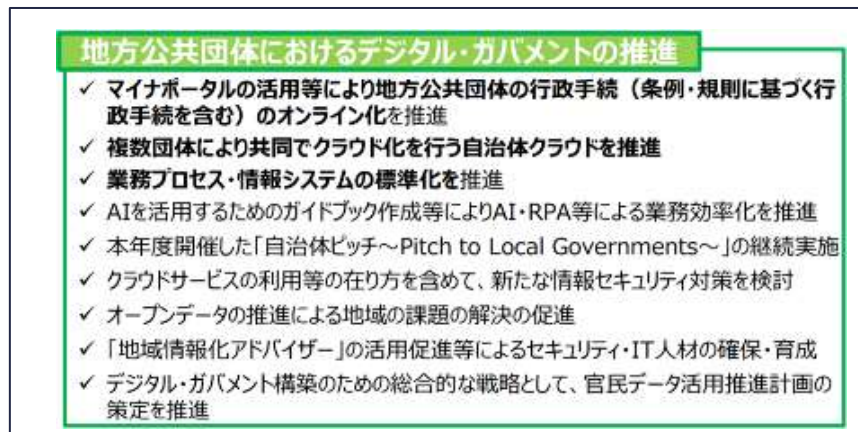 地方公共団体におけるデジタル・ガバメントの推進
✓ マイナポータルの活用等により地方公共団体の行政手続（条例・規則に基づく行
政手続を含む）のオンライン化を推進
✓ 複数団体により共同でクラウド化を行う自治体クラウドを推進
✓ 業務プロセス・情報システムの標準化を推進
✓ AIを活用するためのガイドブック作成等によりAI・RPA等による業務効率化を推進
✓ 本年度開催した「自治体ピッチ～Pitch to Local Governments～」の継続実施
✓ クラウドサービスの利用等の在り方を含めて、新たな情報セキュリティ対策を検討
✓ オープンデータの推進による地域の課題の解決の促進
✓ 「地域情報化アドバイザー」の活用促進等によるセキュリティ・IT人材の確保・育成
✓ デジタル・ガバメント構築のための総合的な戦略として、官民データ活用推進計画の
策定を推進